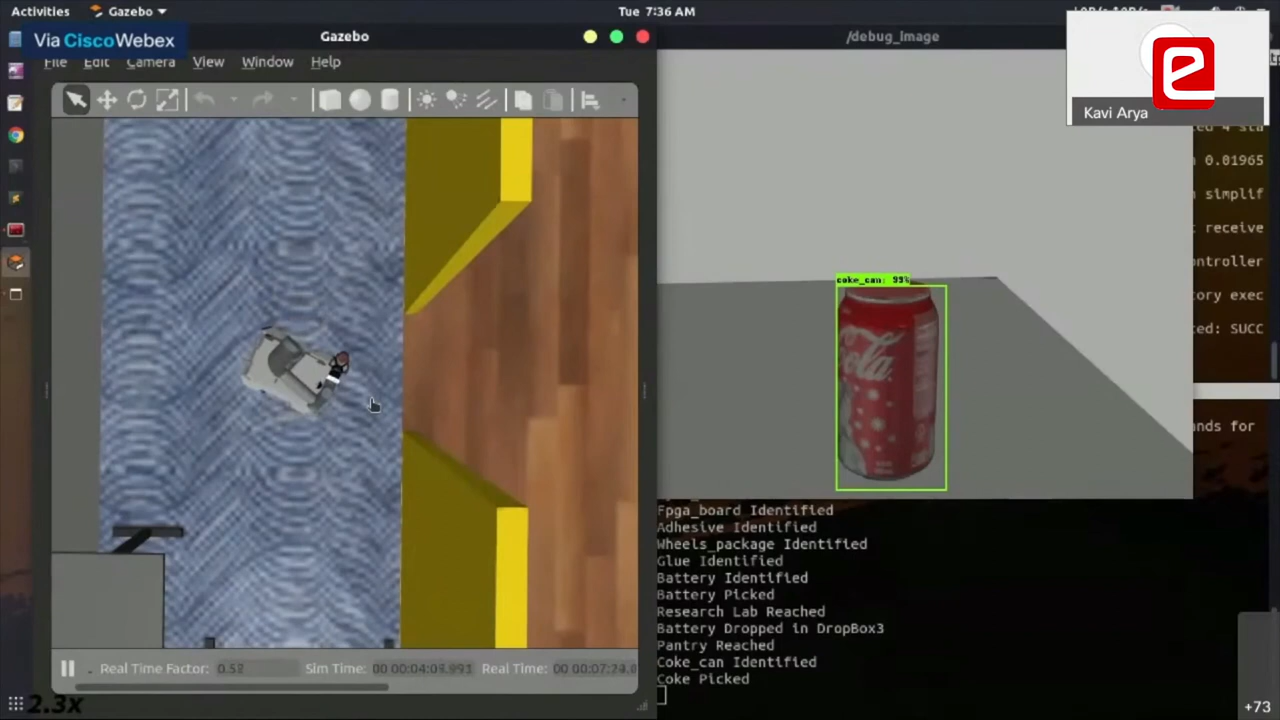 Activities
Gazebo
Tue 7:36 AM
Via CiscoWebex
Gazebo
/debug_image
File Edit Camera View Window Help
Kavi Arya
0.01965
simplif
receive
ontroller
ory exec
ed: SUCC
coke_can: 99%
ola
ands for
Fpga_board Identified
Adhesive Identified
Wheels_package Identified
Glue Identified
Battery Identified
Battery Picked
Research Lab Reached
Battery Dropped in DropBox3
Pantry Reached
Coke_can Identified
Coke Picked
Real Time Factor: Sim Time: Real Time:
2.3x
+73